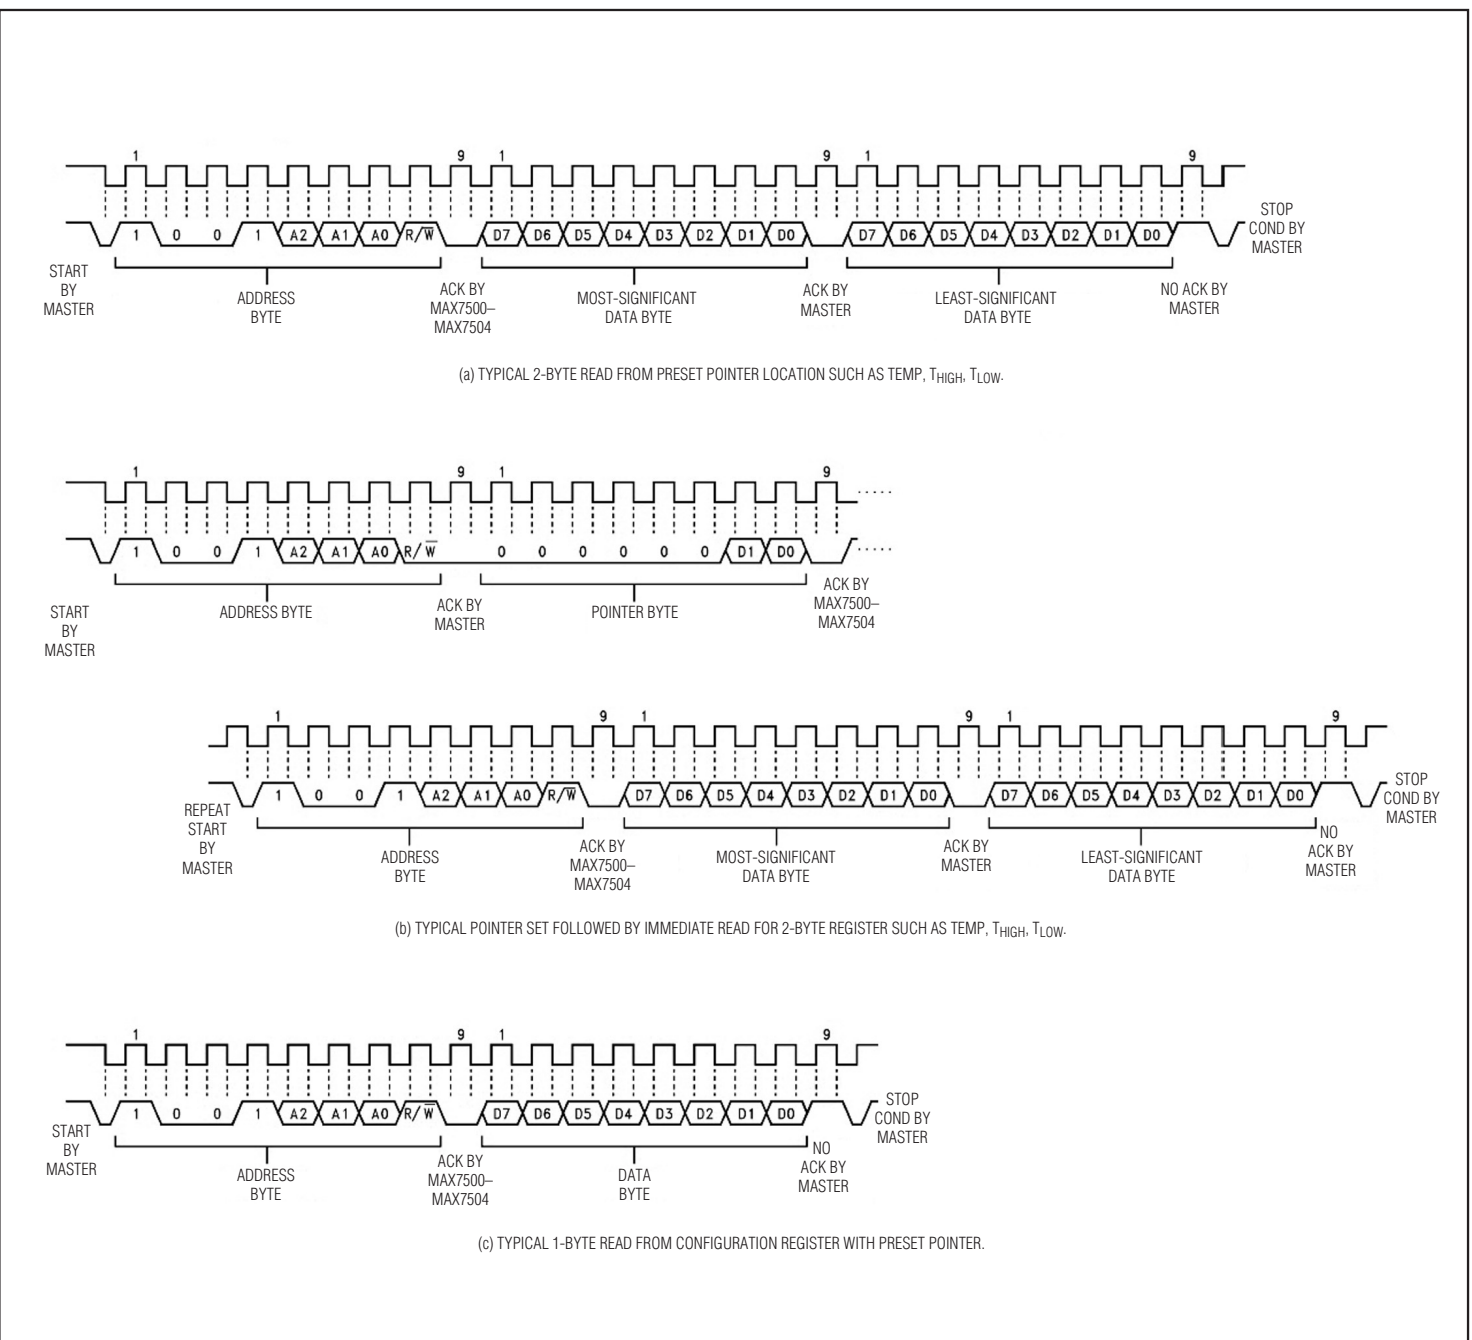 1 9 1 9 1 9
1 0 0 1 A2 A1 A0 R/W̅ D7 D6 D5 D4 D3 D2 D1 D0 D7 D6 D5 D4 D3 D2 D1 D0
START
BY
MASTER
ADDRESS
BYTE
ACK BY
MAX7500–
MAX7504
MOST-SIGNIFICANT
DATA BYTE
ACK BY
MASTER
LEAST-SIGNIFICANT
DATA BYTE
NO ACK BY
MASTER
STOP
COND BY
MASTER
(a) TYPICAL 2-BYTE READ FROM PRESET POINTER LOCATION SUCH AS TEMP, THIGH, TLOW.
1 9 1 9
1 0 0 1 A2 A1 A0 R/W̅ 0 0 0 0 0 0 D1 D0
START
BY
MASTER
ADDRESS BYTE
ACK BY
MASTER
POINTER BYTE
ACK BY
MAX7500–
MAX7504
1 9 1 9 1 9
1 0 0 1 A2 A1 A0 R/W̅ D7 D6 D5 D4 D3 D2 D1 D0 D7 D6 D5 D4 D3 D2 D1 D0
REPEAT
START
BY
MASTER
ADDRESS
BYTE
ACK BY
MAX7500–
MAX7504
MOST-SIGNIFICANT
DATA BYTE
ACK BY
MASTER
LEAST-SIGNIFICANT
DATA BYTE
NO
ACK BY
MASTER
STOP
COND BY
MASTER
(b) TYPICAL POINTER SET FOLLOWED BY IMMEDIATE READ FOR 2-BYTE REGISTER SUCH AS TEMP, THIGH, TLOW.
1 9 1 9
1 0 0 1 A2 A1 A0 R/W̅ D7 D6 D5 D4 D3 D2 D1 D0
START
BY
MASTER
ADDRESS
BYTE
ACK BY
MAX7500–
MAX7504
DATA
BYTE
NO
ACK BY
MASTER
STOP
COND BY
MASTER
(c) TYPICAL 1-BYTE READ FROM CONFIGURATION REGISTER WITH PRESET POINTER.